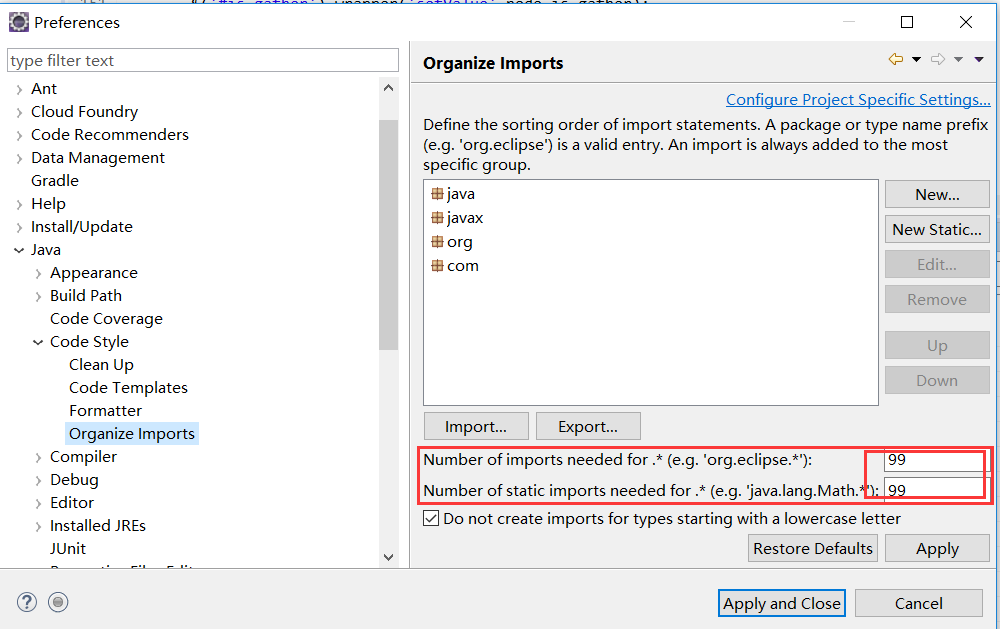 Preferences
type filter text
Ant
Cloud Foundry
Code Recommenders
Data Management
Gradle
Help
Install/Update
Java
Appearance
Build Path
Code Coverage
Code Style
Clean Up
Code Templates
Formatter
Organize Imports
Compiler
Debug
Editor
Installed JREs
JUnit
Organize Imports
Configure Project Specific Settings...
Define the sorting order of import statements. A package or type name prefix
(e.g. 'org.eclipse') is a valid entry. An import is always added to the most
specific group.
java
javax
org
com
New...
New Static...
Edit...
Remove
Up
Down
Import...
Export...
Number of imports needed for .* (e.g. 'org.eclipse.*'): 99
Number of static imports needed for .* (e.g. 'java.lang.Math.*'): 99
Do not create imports for types starting with a lowercase letter
Restore Defaults
Apply
?
Apply and Close
Cancel